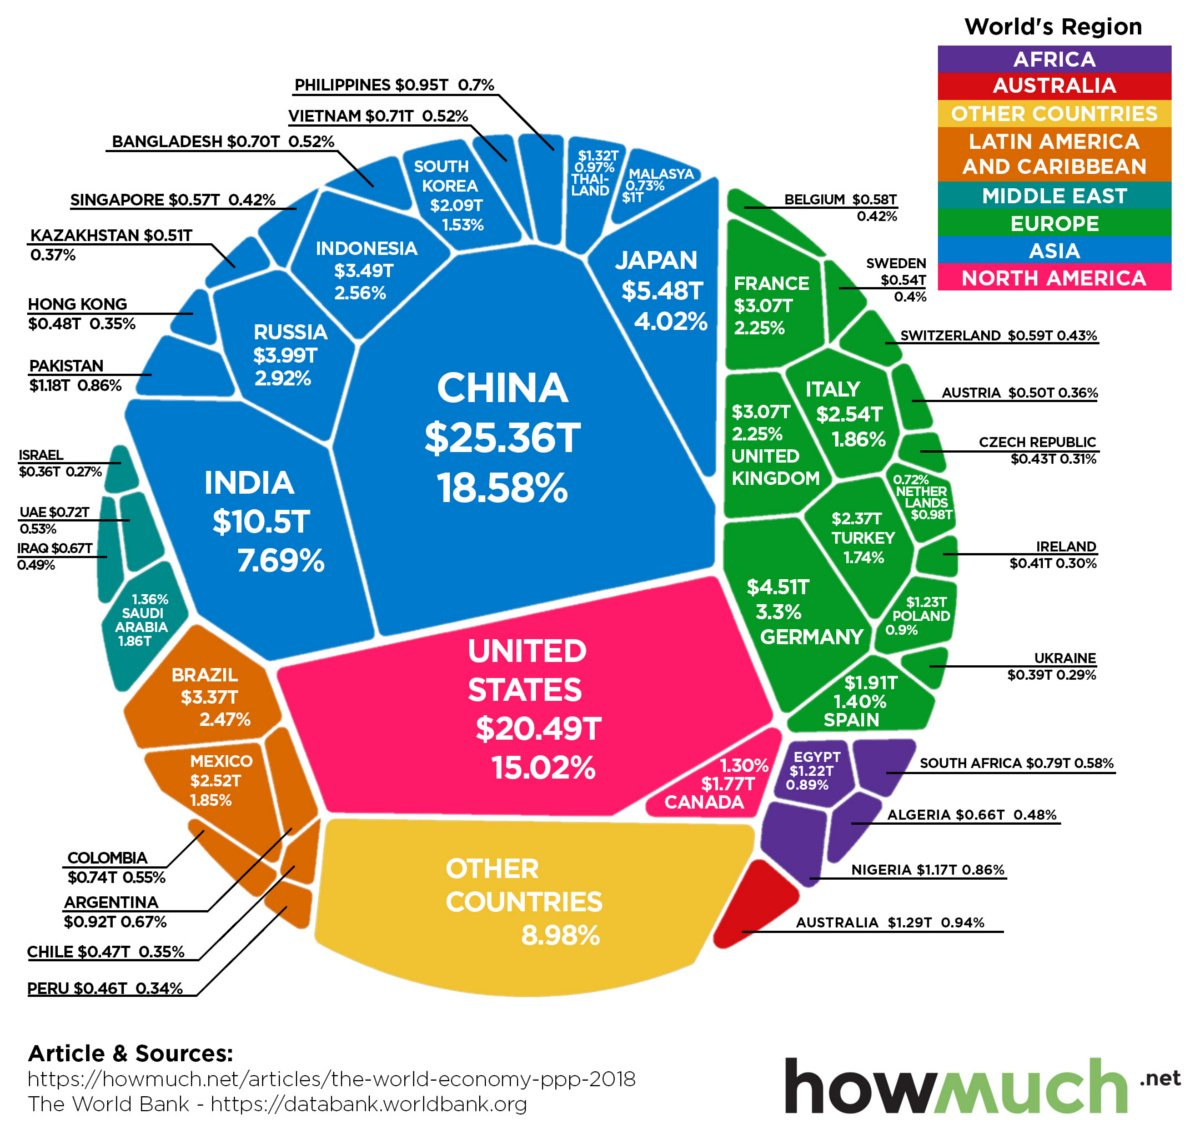 World's Region
AFRICA
AUSTRALIA
OTHER COUNTRIES
LATIN AMERICA
AND CARIBBEAN
MIDDLE EAST
EUROPE
ASIA
NORTH AMERICA
PHILIPPINES $0.95T 0.7%
VIETNAM $0.71T 0.52%
BANGLADESH $0.70T 0.52%
SINGAPORE $0.57T 0.42%
KAZAKHSTAN $0.51T
0.37%
HONG KONG
$0.48T 0.35%
PAKISTAN
$1.18T 0.86%
SOUTH
KOREA
$2.09T
1.53%
$1.32T
0.97%
THAI-
LAND
MALASYA
0.73%
$1T
INDONESIA
$3.49T
2.56%
RUSSIA
$3.99T
2.92%
JAPAN
$5.48T
4.02%
CHINA
$25.36T
18.58%
INDIA
$10.5T
7.69%
BELGIUM $0.58T
0.42%
SWEDEN
$0.54T
0.4%
SWITZERLAND $0.59T 0.43%
AUSTRIA $0.50T 0.36%
CZECH REPUBLIC
$0.43T 0.31%
FRANCE
$3.07T
2.25%
ITALY
$2.54T
1.86%
$3.07T
2.25%
UNITED
KINGDOM
0.72%
NETHER
LANDS
$0.98T
$2.37T
TURKEY
1.74%
IRELAND
$0.41T 0.30%
$4.51T
3.3%
GERMANY
$1.23T
POLAND
0.9%
UKRAINE
$0.39T 0.29%
$1.91T
1.40%
SPAIN
ISRAEL
$0.36T 0.27%
UAE $0.72T
0.53%
IRAQ $0.67T
0.49%
1.36%
SAUDI
ARABIA
1.86T
UNITED
STATES
$20.49T
15.02%
1.30%
$1.77T
CANADA
BRAZIL
$3.37T
2.47%
MEXICO
$2.52T
1.85%
COLOMBIA
$0.74T 0.55%
ARGENTINA
$0.92T 0.67%
CHILE $0.47T 0.35%
PERU $0.46T 0.34%
EGYPT
$1.22T
0.89%
SOUTH AFRICA $0.79T 0.58%
ALGERIA $0.66T 0.48%
NIGERIA $1.17T 0.86%
AUSTRALIA $1.29T 0.94%
OTHER
COUNTRIES
8.98%
Article & Sources:
https://howmuch.net/articles/the-world-economy-ppp-2018
The World Bank - https://databank.worldbank.org
howmuch.net